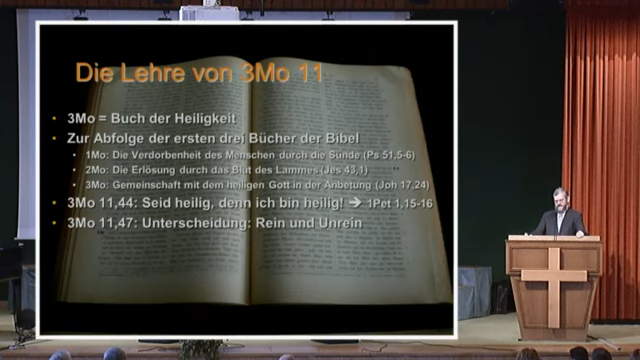 Die Lehre von 3Mo 11
• 3Mo = Buch der Heiligkeit
• Zur Abfolge der ersten drei Bücher der Bibel
• 1Mo: Die Verdorbenheit des Menschen durch die Sünde (Ps 51,5-6)
• 2Mo: Die Erlösung durch das Blut des Lammes (Jes 43,1)
• 3Mo: Gemeinschaft mit dem heiligen Gott in der Anbetung (Joh 17,24)
• 3Mo 11,44: Seid heilig, denn ich bin heilig! → 1Pet 1,15-16
• 3Mo 11,47: Unterscheidung: Rein und Unrein